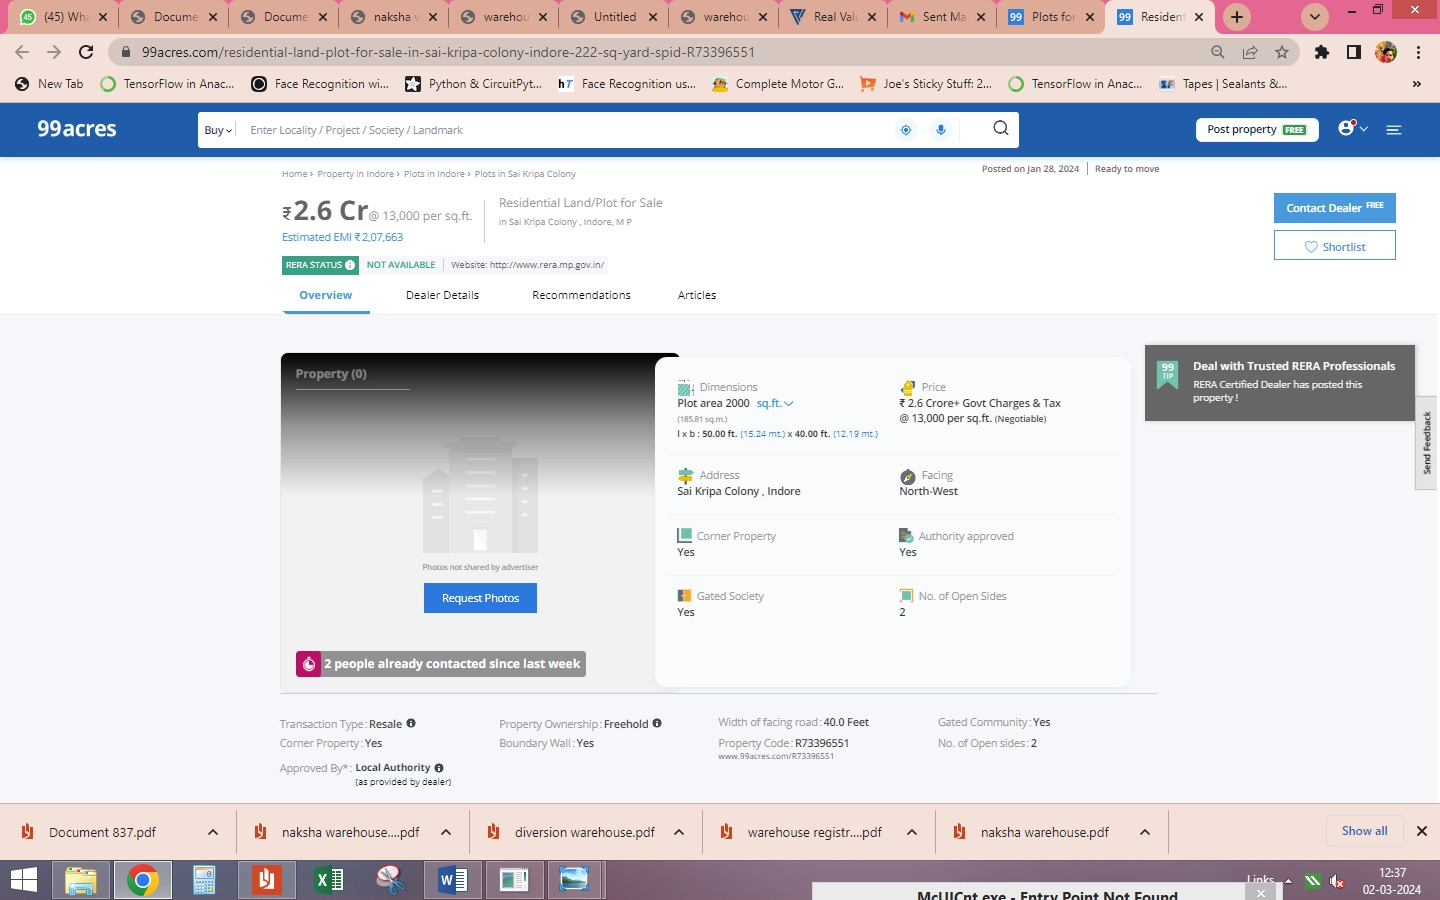 (45) Wha
Docume
Docume
naksha w
warehou
Untitled
warehou
Real Val
Sent Ma
Plots for
Resident
99acres.com/residential-land-plot-for-sale-in-sai-kripa-colony-indore-222-sq-yard-spid-R73396551
New Tab
TensorFlow in Anac...
Face Recognition wi...
Python & CircuitPyt...
Face Recognition us...
Complete Motor G...
Joe's Sticky Stuff: 2...
TensorFlow in Anac...
Tapes | Sealants &...
»
99acres
Buy
Enter Locality / Project / Society / Landmark
Post property FREE
Home › Property in Indore › Plots in Indore › Plots in Sai Kripa Colony
Posted on Jan 28, 2024 | Ready to move
₹2.6 Cr@ 13,000 per sq.ft.
Estimated EMI ₹2,07,663
Residential Land/Plot for Sale
in Sai Kripa Colony , Indore, M P
Contact Dealer FREE
Shortlist
RERA STATUS NOT AVAILABLE Website: http://www.rera.mp.gov.in/
Overview
Dealer Details
Recommendations
Articles
Property (0)
Photos not shared by advertiser
Request Photos
2 people already contacted since last week
Dimensions
Plot area 2000 sq.ft.
(185.81 sq.m.)
l x b : 50.00 ft. (15.24 mt.) x 40.00 ft. (12.19 mt.)
Price
₹ 2.6 Crore+ Govt Charges & Tax
@ 13,000 per sq.ft. (Negotiable)
Address
Sai Kripa Colony , Indore
Facing
North-West
Corner Property
Yes
Authority approved
Yes
Gated Society
Yes
No. of Open Sides
2
99 TIP
Deal with Trusted RERA Professionals
RERA Certified Dealer has posted this
property !
Send Feedback
Transaction Type : Resale
Property Ownership : Freehold
Width of facing road : 40.0 Feet
Gated Community : Yes
Corner Property : Yes
Boundary Wall : Yes
Property Code : R73396551
www.99acres.com/R73396551
No. of Open sides : 2
Approved By* : Local Authority
(as provided by dealer)
Document 837.pdf
naksha warehouse....pdf
diversion warehouse.pdf
warehouse registr....pdf
naksha warehouse.pdf
Show all
McUICnt.exe - Entry Point Not Found
Links
12:37
02-03-2024